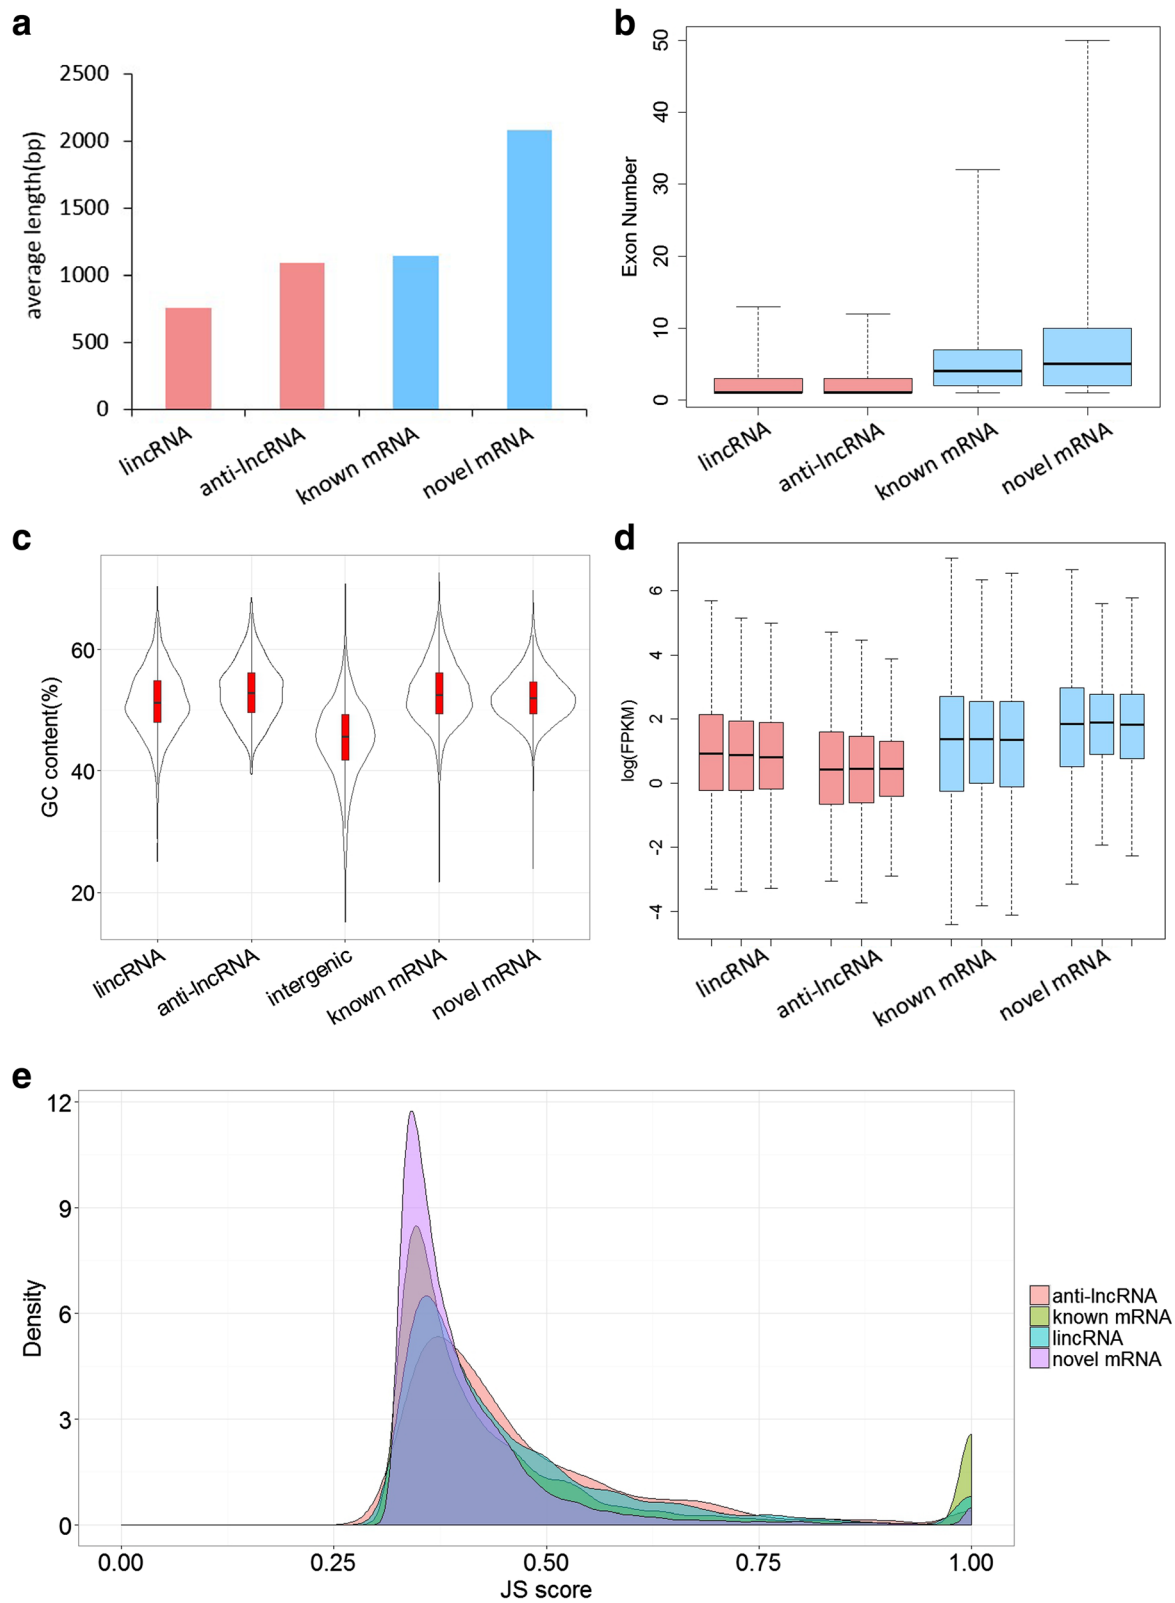 a
2500
2000
1500
1000
500
0
average length(bp)
lincRNA
anti-lncRNA
known mRNA
novel mRNA
b
50
40
30
20
10
0
Exon Number
lincRNA
anti-lncRNA
known mRNA
novel mRNA
c
60
40
20
GC content(%)
lincRNA
anti-lncRNA
intergenic
known mRNA
novel mRNA
d
6
4
2
0
-2
-4
log(FPKM)
lincRNA
anti-lncRNA
known mRNA
novel mRNA
e
12
9
6
3
0
Density
0.00
0.25
0.50
0.75
1.00
JS score
anti-lncRNA
known mRNA
lincRNA
novel mRNA